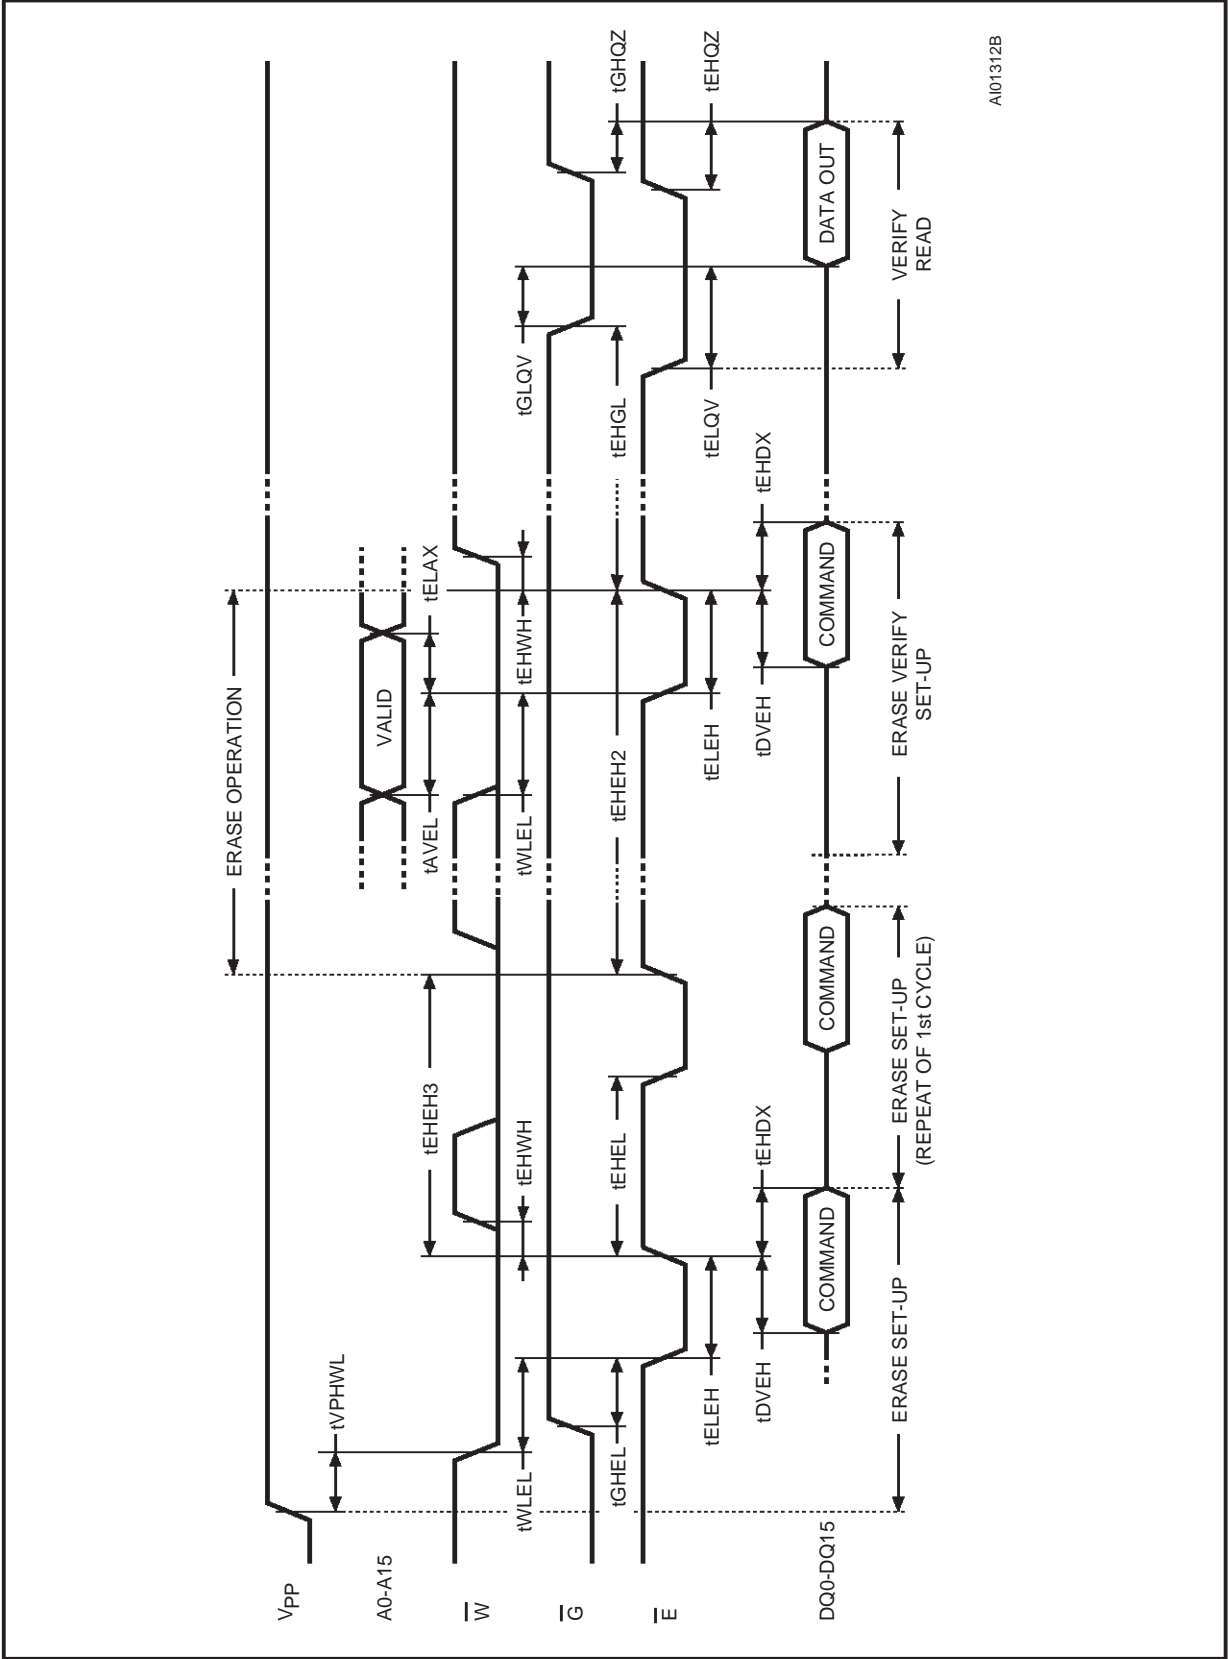 ERASE OPERATION
VPP
tVPHWL
A0-A15
VALID
tEHEH3
tAVEL
tELAX
W
tWLEL
tEHWH
tWLEL
tEHWH
tGLQV
G
tGHEL
tEHEL
tEHEH2
tEHGL
tGHQZ
E
tELEH
tELEH
tELQV
tEHQZ
tDVEH
tEHDX
tDVEH
tEHDX
DQ0-DQ15
COMMAND
COMMAND
COMMAND
DATA OUT
ERASE SET-UP
ERASE SET-UP
(REPEAT OF 1st CYCLE)
ERASE VERIFY
SET-UP
VERIFY
READ
AI01312B